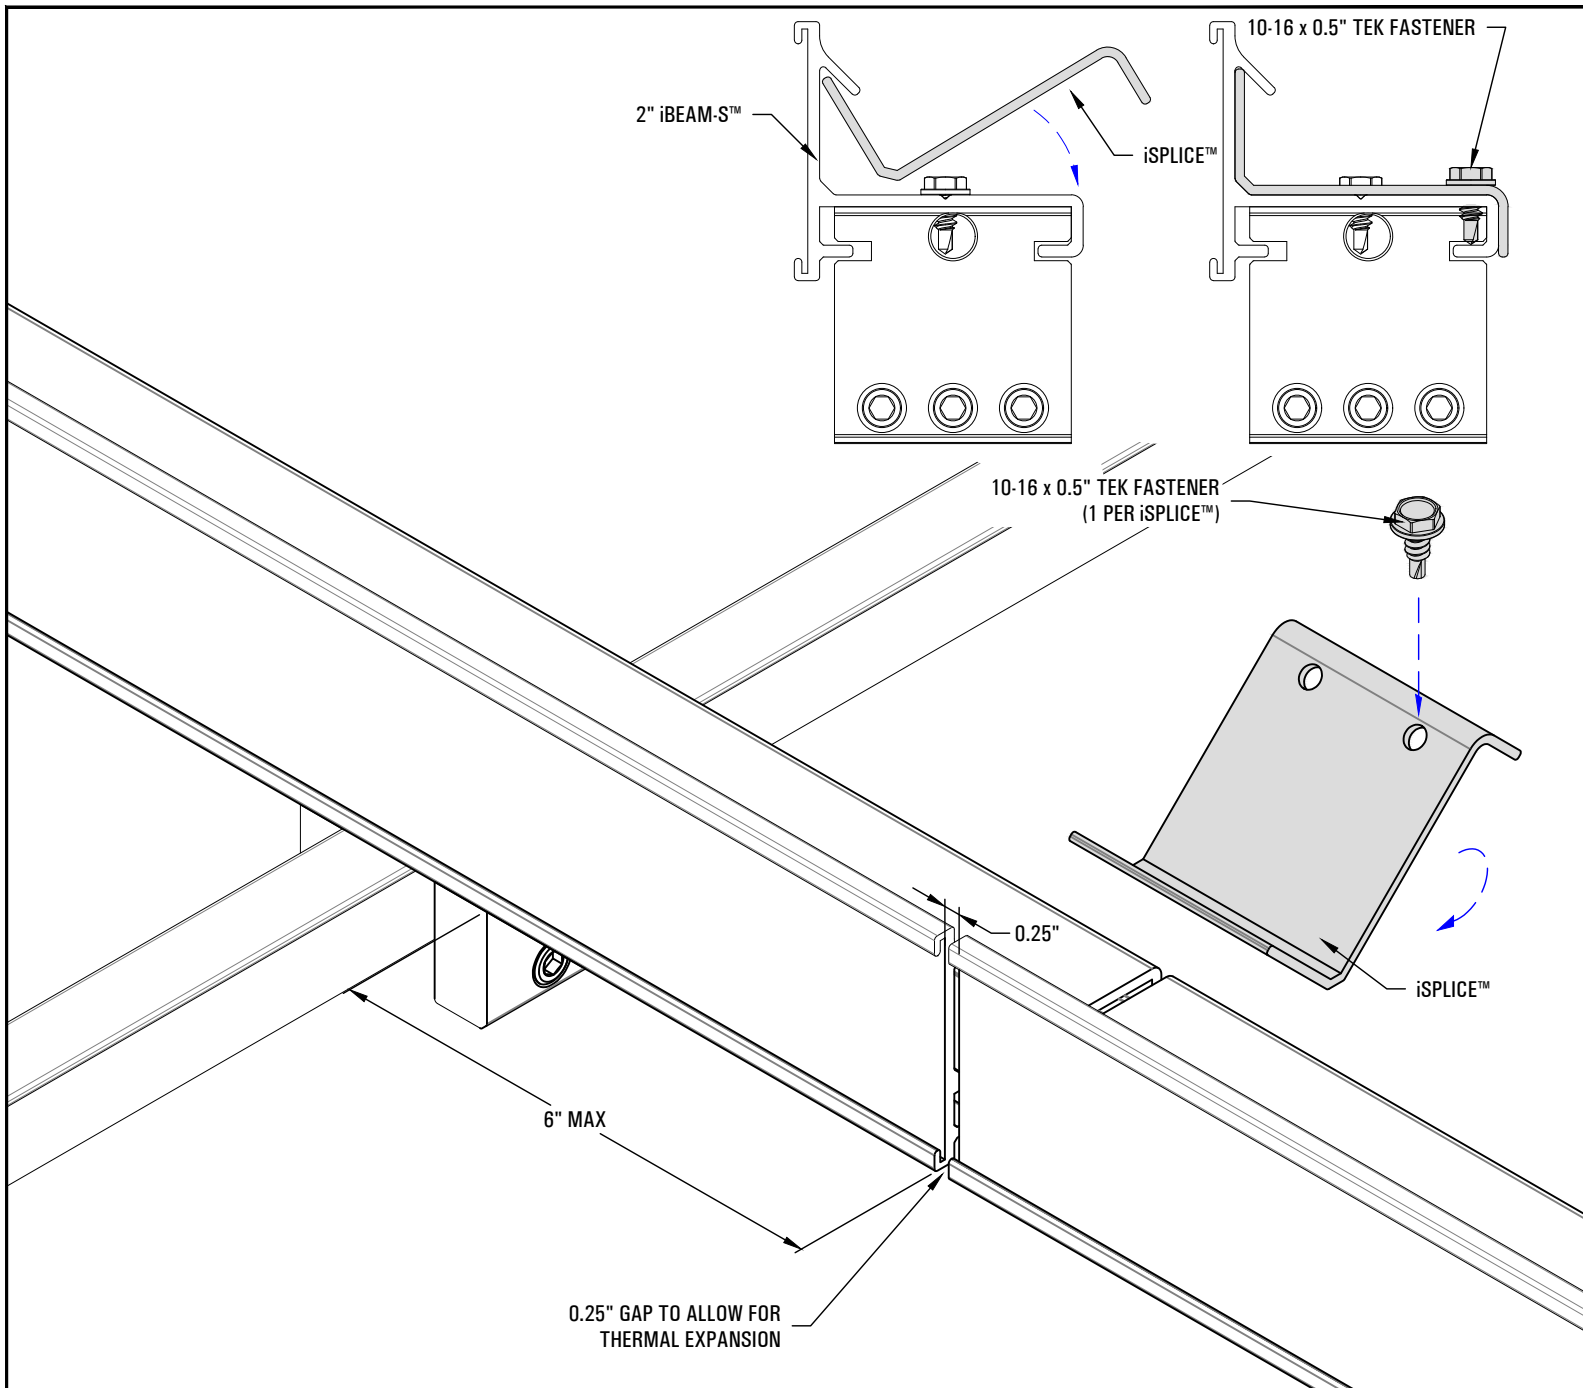 10-16 x 0.5" TEK FASTENER
2" iBEAM-S™
iSPLICE™
10-16 x 0.5" TEK FASTENER
(1 PER iSPLICE™)
0.25"
iSPLICE™
6" MAX
0.25" GAP TO ALLOW FOR
THERMAL EXPANSION